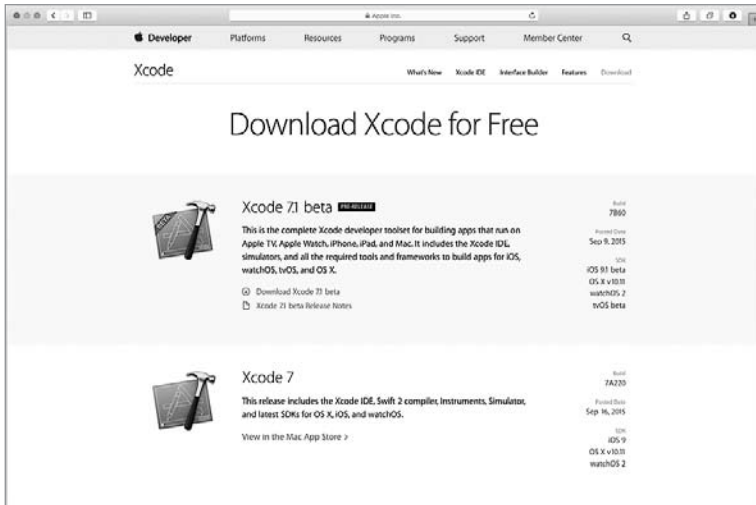 Apple Inc.
Developer Platforms Resources Programs Support Member Center
Xcode What's New Xcode IDE Interface Builder Features Download
Download Xcode for Free
BETA
Xcode 7.1 beta PRE-RELEASE
This is the complete Xcode developer toolset for building apps that run on
Apple TV, Apple Watch, iPhone, iPad, and Mac. It includes the Xcode IDE,
simulators, and all the required tools and frameworks to build apps for iOS,
watchOS, tvOS, and OS X.
Download Xcode 7.1 beta
Xcode 7.1 beta Release Notes
Build
7B60
Posted Date
Sep 9, 2015
SDK
iOS 9.1 beta
OS X v10.11
watchOS 2
tvOS beta
Xcode 7
This release includes the Xcode IDE, Swift 2 compiler, Instruments, Simulator,
and latest SDKs for OS X, iOS, and watchOS.
View in the Mac App Store >
Build
7A220
Posted Date
Sep 16, 2015
SDK
iOS 9
OS X v10.11
watchOS 2